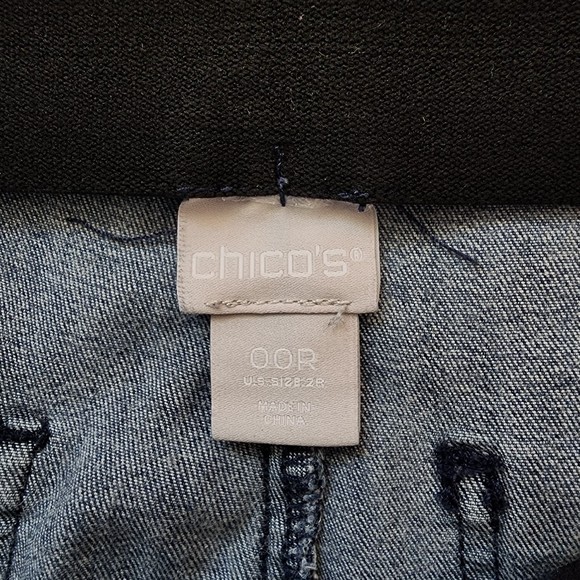 chico's®
00R
U.S. SIZE: 2R
MADE IN
CHINA